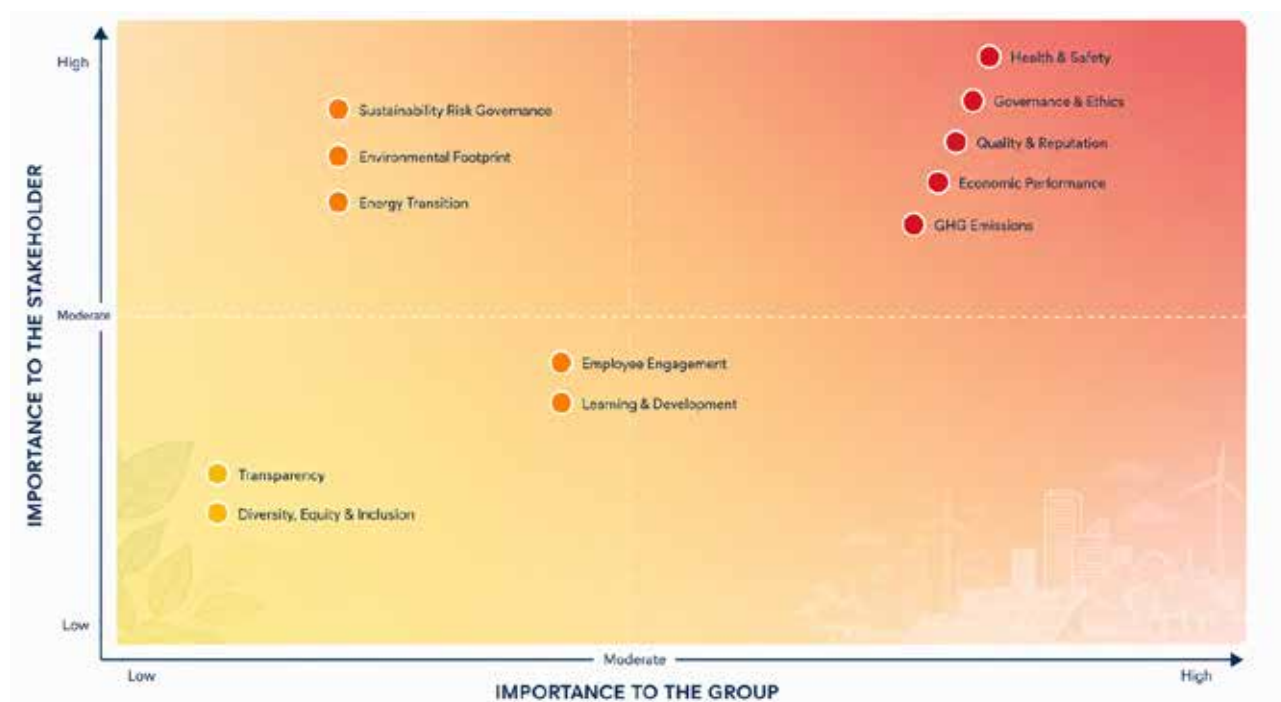 High
Health & Safety
Governance & Ethics
Sustainability Risk Governance
Quality & Reputation
Environmental Footprint
Economic Performance
Energy Transition
GHG Emissions
IMPORTANCE TO THE STAKEHOLDER
Moderate
Employee Engagement
Learning & Development
Transparency
Diversity, Equity & Inclusion
Low
Moderate
Low
High
IMPORTANCE TO THE GROUP